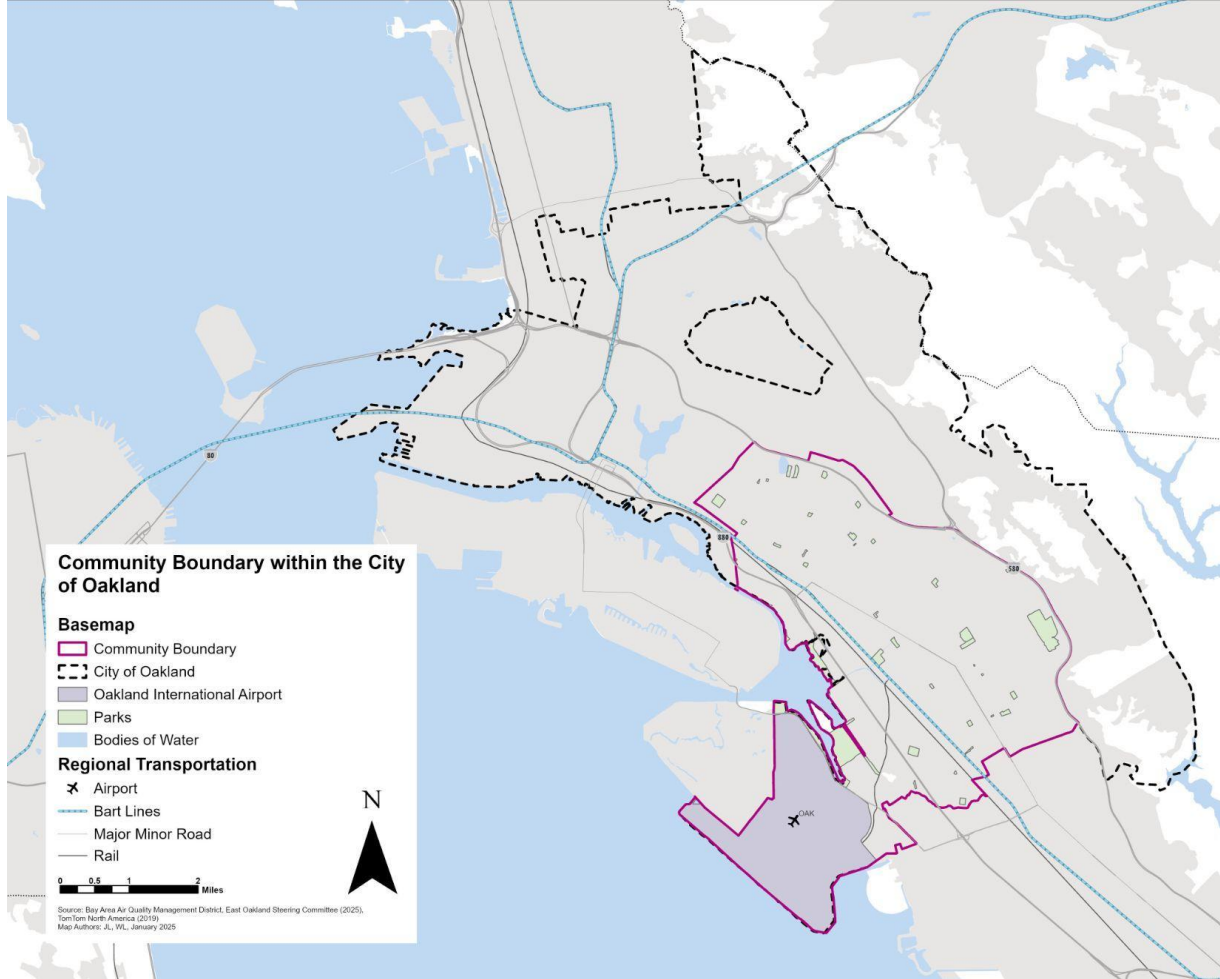 80
880
580
OAK
Community Boundary within the City
of Oakland
Basemap
Community Boundary
City of Oakland
Oakland International Airport
Parks
Bodies of Water
Regional Transportation
Airport
Bart Lines
Major Minor Road
Rail
0 0.5 1 2
Miles
N
Source: Bay Area Air Quality Management District, East Oakland Steering Committee (2025),
TomTom North America (2019)
Map Authors: JL, WL, January 2025